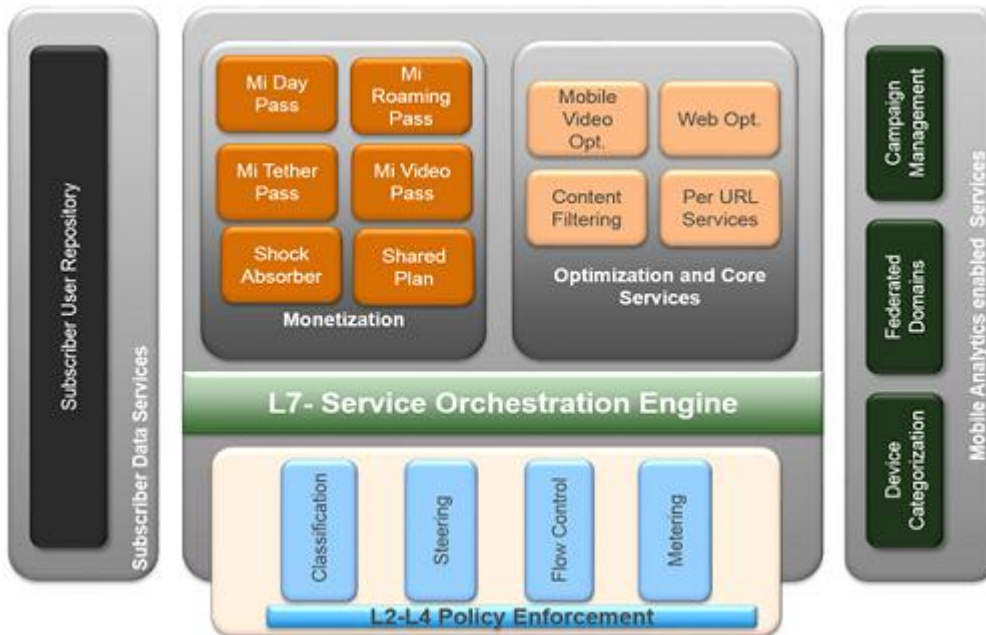 Subscriber User Repository
Subscriber Data Services
Mi Day
Pass
Mi
Roaming
Pass
Mi Tether
Pass
Mi Video
Pass
Shock
Absorber
Shared
Plan
Monetization
Mobile
Video
Opt.
Web Opt.
Content
Filtering
Per URL
Services
Optimization and Core
Services
L7- Service Orchestration Engine
Classification
Steering
Flow Control
Metering
L2-L4 Policy Enforcement
Campaign
Management
Federated
Domains
Device
Categorization
Mobile Analytics enabled Services